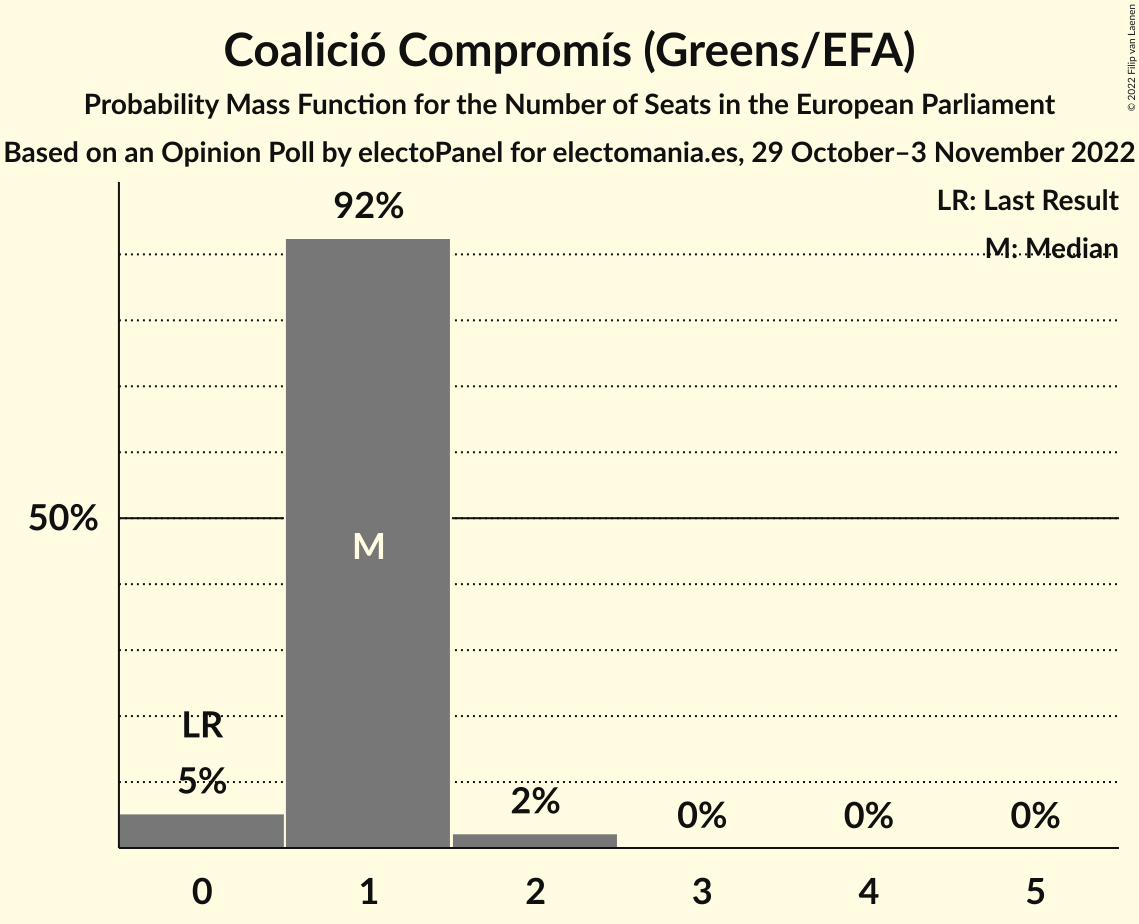 Coalició Compromís (Greens/EFA)
Probability Mass Function for the Number of Seats in the European Parliament
Based on an Opinion Poll by electoPanel for electomania.es, 29 October–3 November 2022
© 2022 Filip van Laenen
LR: Last Result
M: Median
92%
50%
M
LR
5%
2%
0%
0%
0%
0
1
2
3
4
5